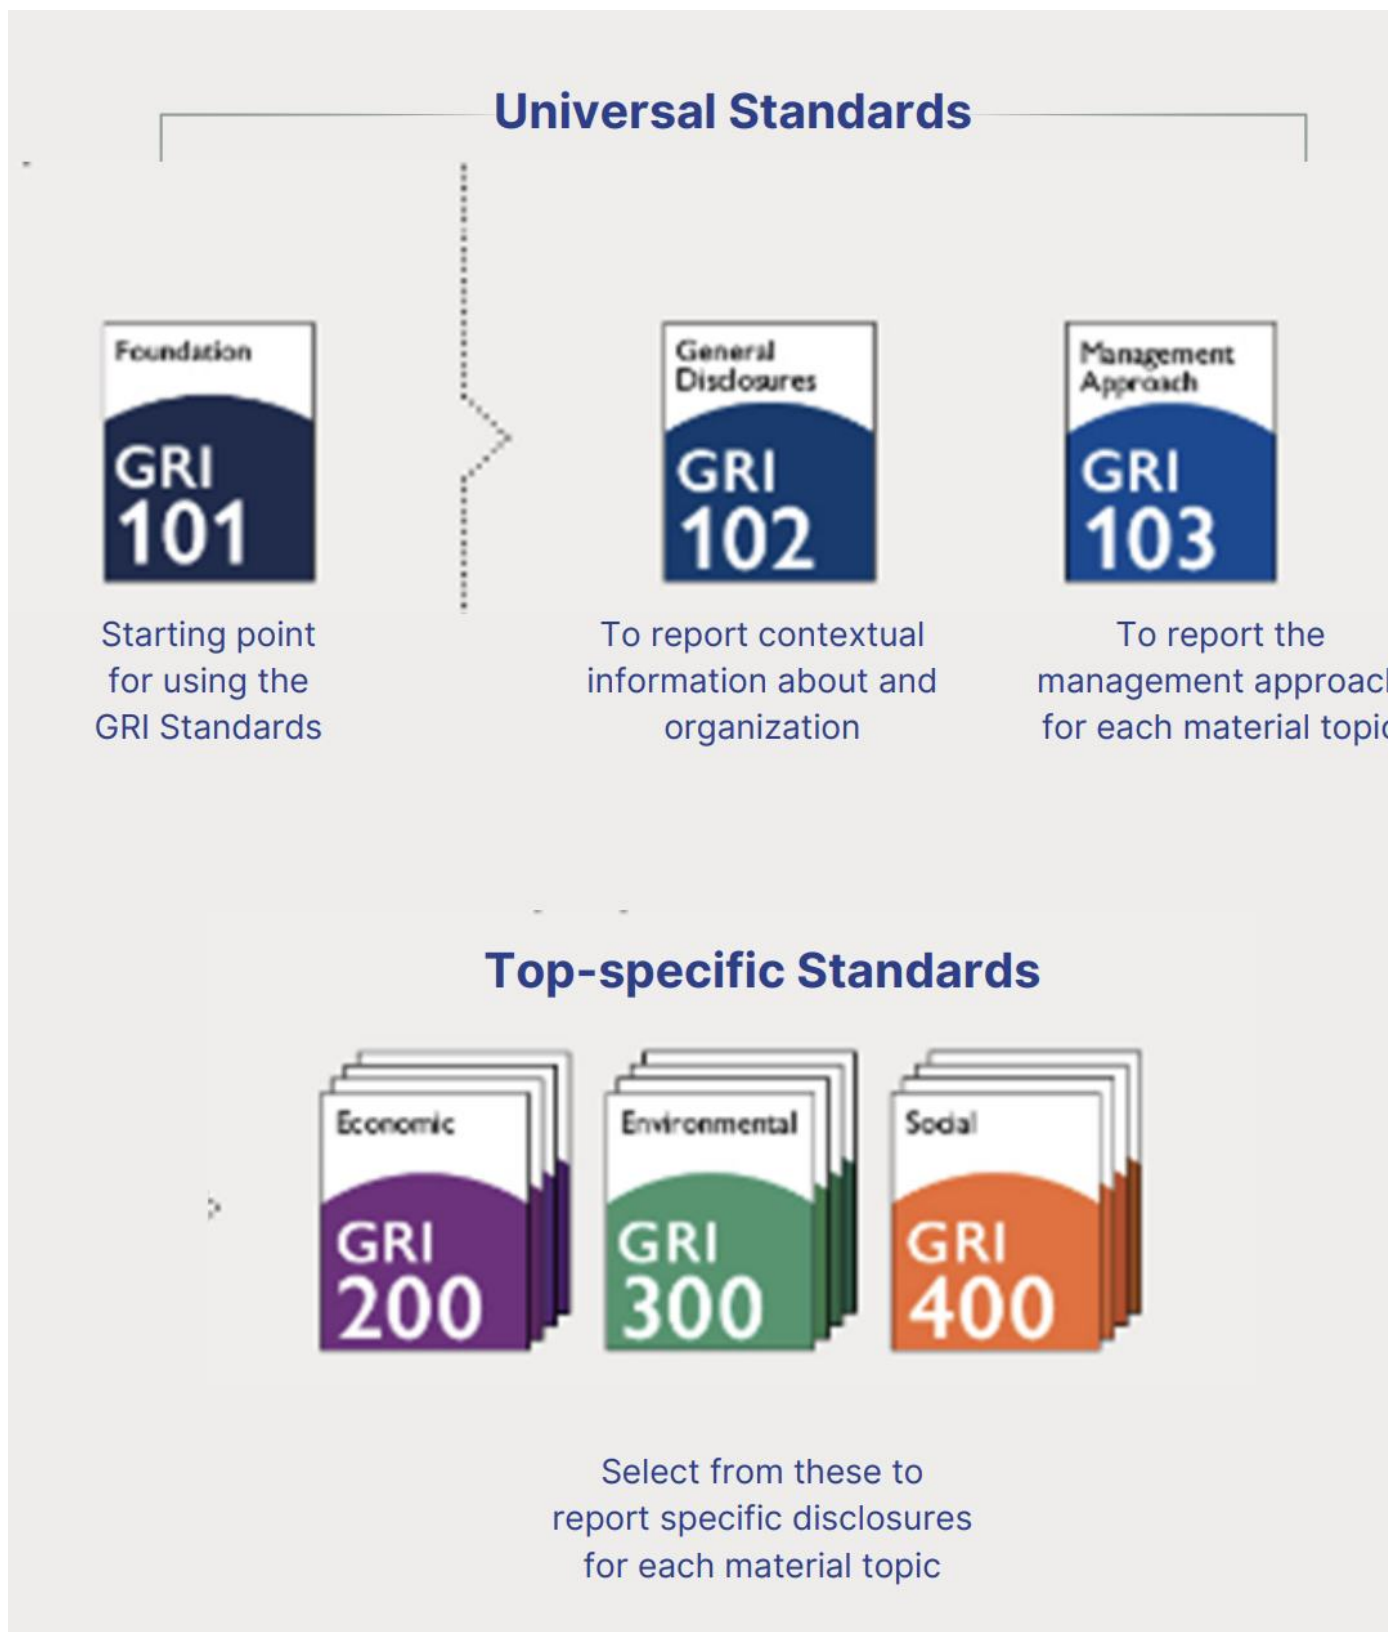 Universal Standards
Foundation
GRI
101
Starting point
for using the
GRI Standards
General
Disclosures
GRI
102
To report contextual
information about and
organization
Management
Approach
GRI
103
To report the
management approach
for each material topic
Top-specific Standards
Economic
GRI
200
Environmental
GRI
300
Social
GRI
400
Select from these to
report specific disclosures
for each material topic